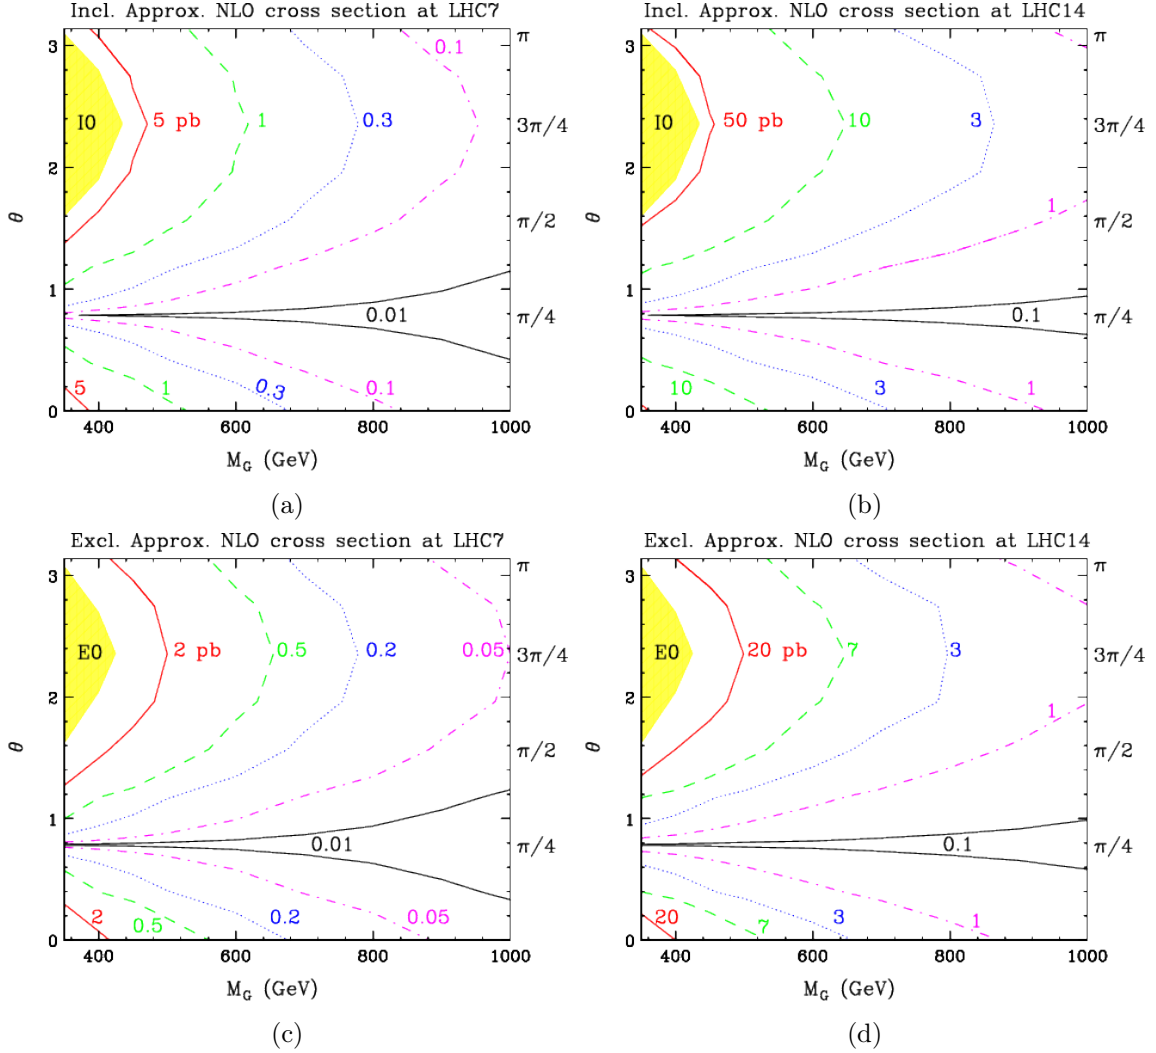 Incl. Approx. NLO cross section at LHC7
3
2
1
0
θ
I0
5 pb
1
0.3
0.1
0.01
5
1
0.3
0.1
π
3π/4
π/2
π/4
400 600 800 1000
M_G (GeV)
(a)
Incl. Approx. NLO cross section at LHC14
3
2
1
0
θ
I0
50 pb
10
3
1
0.1
10
3
1
π
3π/4
π/2
π/4
400 600 800 1000
M_G (GeV)
(b)
Excl. Approx. NLO cross section at LHC7
3
2
1
0
θ
E0
2 pb
0.5
0.2
0.05
0.01
2
0.5
0.2
0.05
π
3π/4
π/2
π/4
400 600 800 1000
M_G (GeV)
(c)
Excl. Approx. NLO cross section at LHC14
3
2
1
0
θ
E0
20 pb
7
3
1
0.1
20
7
3
1
π
3π/4
π/2
π/4
400 600 800 1000
M_G (GeV)
(d)